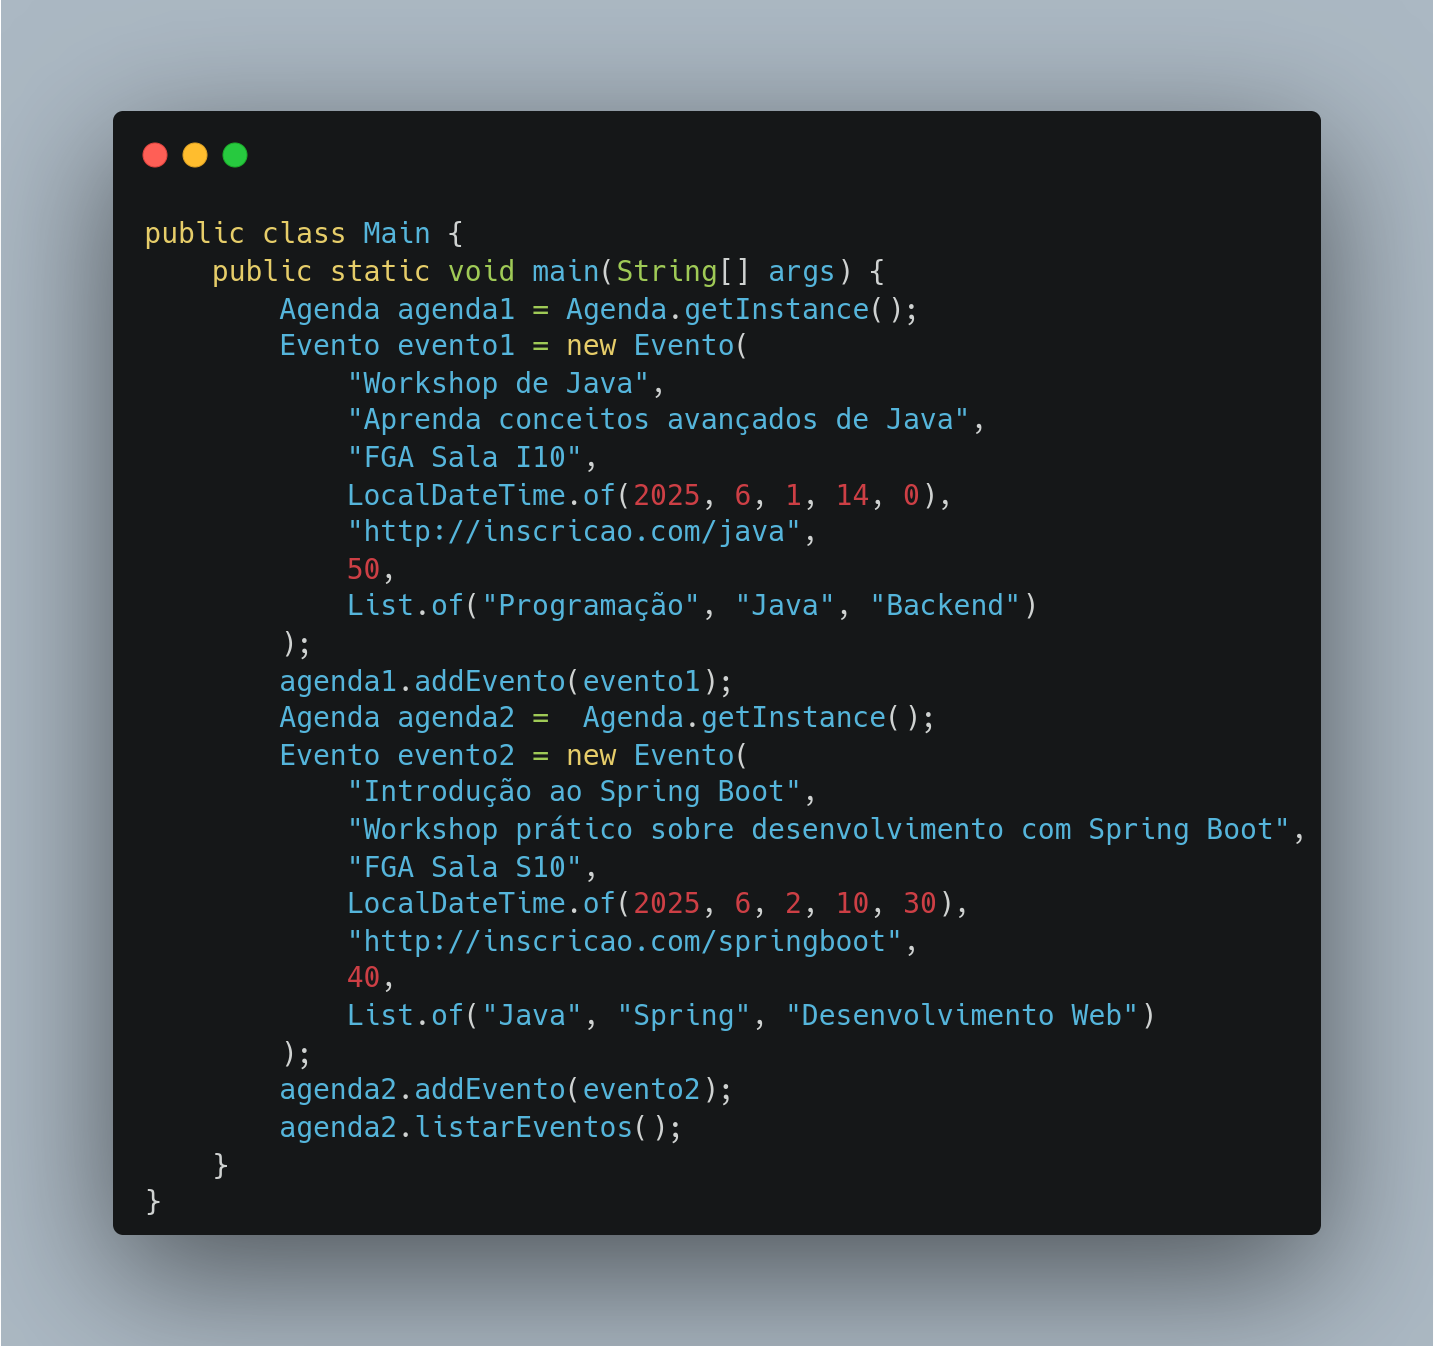 public class Main {
    public static void main(String[] args) {
        Agenda agenda1 = Agenda.getInstance();
        Evento evento1 = new Evento(
            "Workshop de Java",
            "Aprenda conceitos avançados de Java",
            "FGA Sala I10",
            LocalDateTime.of(2025, 6, 1, 14, 0),
            "http://inscricao.com/java",
            50,
            List.of("Programação", "Java", "Backend")
        );
        agenda1.addEvento(evento1);
        Agenda agenda2 =  Agenda.getInstance();
        Evento evento2 = new Evento(
            "Introdução ao Spring Boot",
            "Workshop prático sobre desenvolvimento com Spring Boot",
            "FGA Sala S10",
            LocalDateTime.of(2025, 6, 2, 10, 30),
            "http://inscricao.com/springboot",
            40,
            List.of("Java", "Spring", "Desenvolvimento Web")
        );
        agenda2.addEvento(evento2);
        agenda2.listarEventos();
    }
}